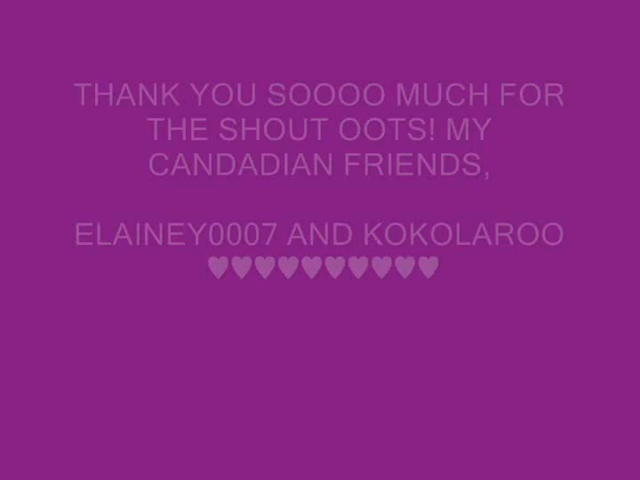 THANK YOU SOOOO MUCH FOR
THE SHOUT OOTS! MY
CANDADIAN FRIENDS,
ELAINEY0007 AND KOKOLAROO
♥♥♥♥♥♥♥♥♥♥